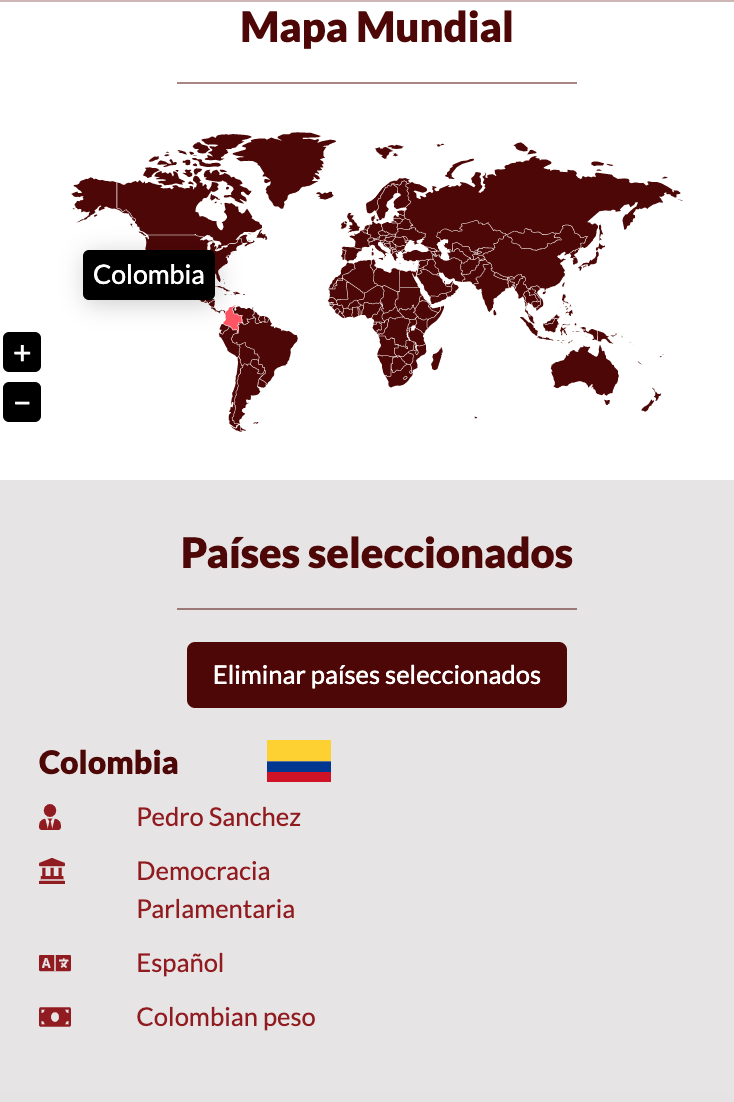 Mapa Mundial
Colombia
+
−
Países seleccionados
Eliminar países seleccionados
Colombia
Pedro Sanchez
Democracia
Parlamentaria
Español
Colombian peso